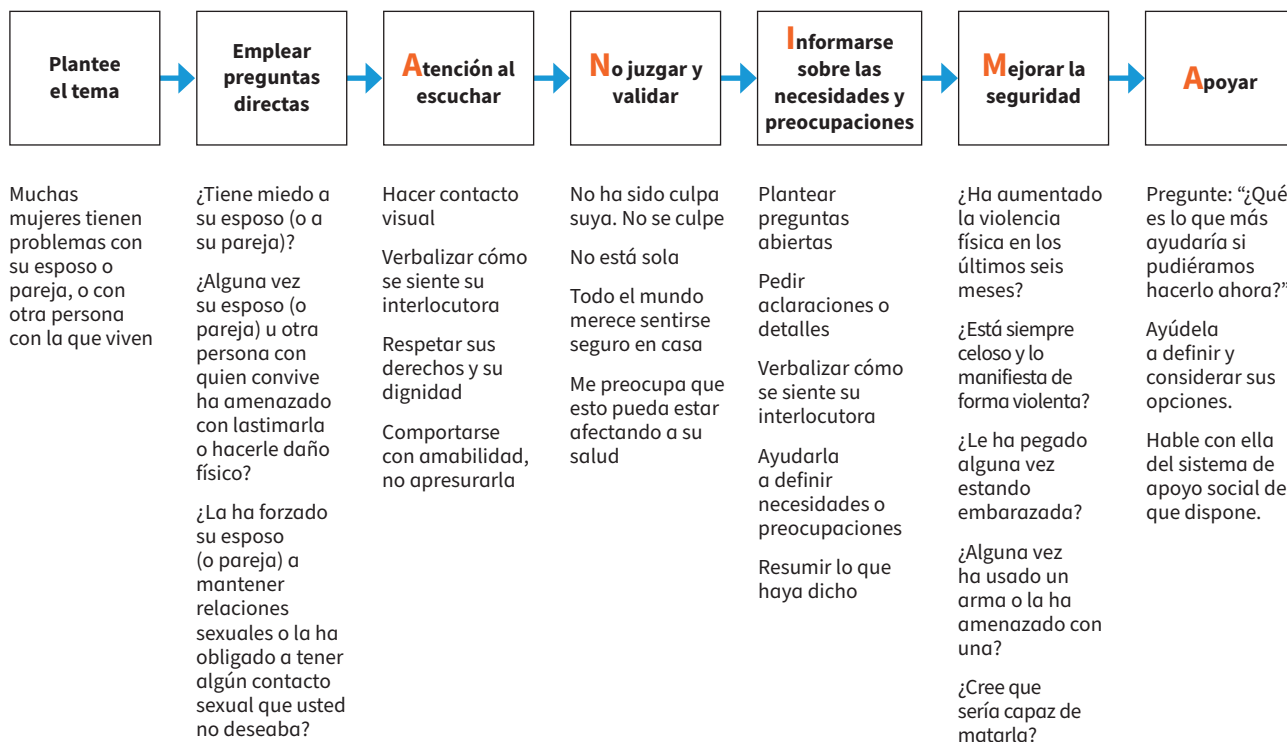 Plantee
el tema
Emplear
preguntas
directas
Atención al
escuchar
No juzgar y
validar
Informarse
sobre las
necesidades y
preocupaciones
Mejorar la
seguridad
Apoyar
Muchas
mujeres tienen
problemas con
su esposo o
pareja, o con
otra persona
con la que viven
¿Tiene miedo a
su esposo (o a
su pareja)?
¿Alguna vez
su esposo (o
pareja) u otra
persona con
quien convive
ha amenazado
con lastimarla
o hacerle daño
físico?
¿La ha forzado
su esposo
(o pareja) a
mantener
relaciones
sexuales o la ha
obligado a tener
algún contacto
sexual que usted
no deseaba?
Hacer contacto
visual
Verbalizar cómo
se siente su
interlocutora
Respetar sus
derechos y su
dignidad
Comportarse
con amabilidad,
no apresurarla
No ha sido culpa
suya. No se culpe
No está sola
Todo el mundo
merece sentirse
seguro en casa
Me preocupa que
esto pueda estar
afectando a su
salud
Plantear
preguntas
abiertas
Pedir
aclaraciones o
detalles
Verbalizar cómo
se siente su
interlocutora
Ayudarla
a definir
necesidades o
preocupaciones
Resumir lo que
haya dicho
¿Ha aumentado
la violencia
física en los
últimos seis
meses?
¿Está siempre
celoso y lo
manifiesta de
forma violenta?
¿Le ha pegado
alguna vez
estando
embarazada?
¿Alguna vez
ha usado un
arma o la ha
amenazado con
una?
¿Cree que
sería capaz de
matarla?
Pregunte: “¿Qué
es lo que más
ayudaría si
pudiéramos
hacerlo ahora?”
Ayúdela
a definir y
considerar sus
opciones.
Hable con ella
del sistema de
apoyo social de
que dispone.